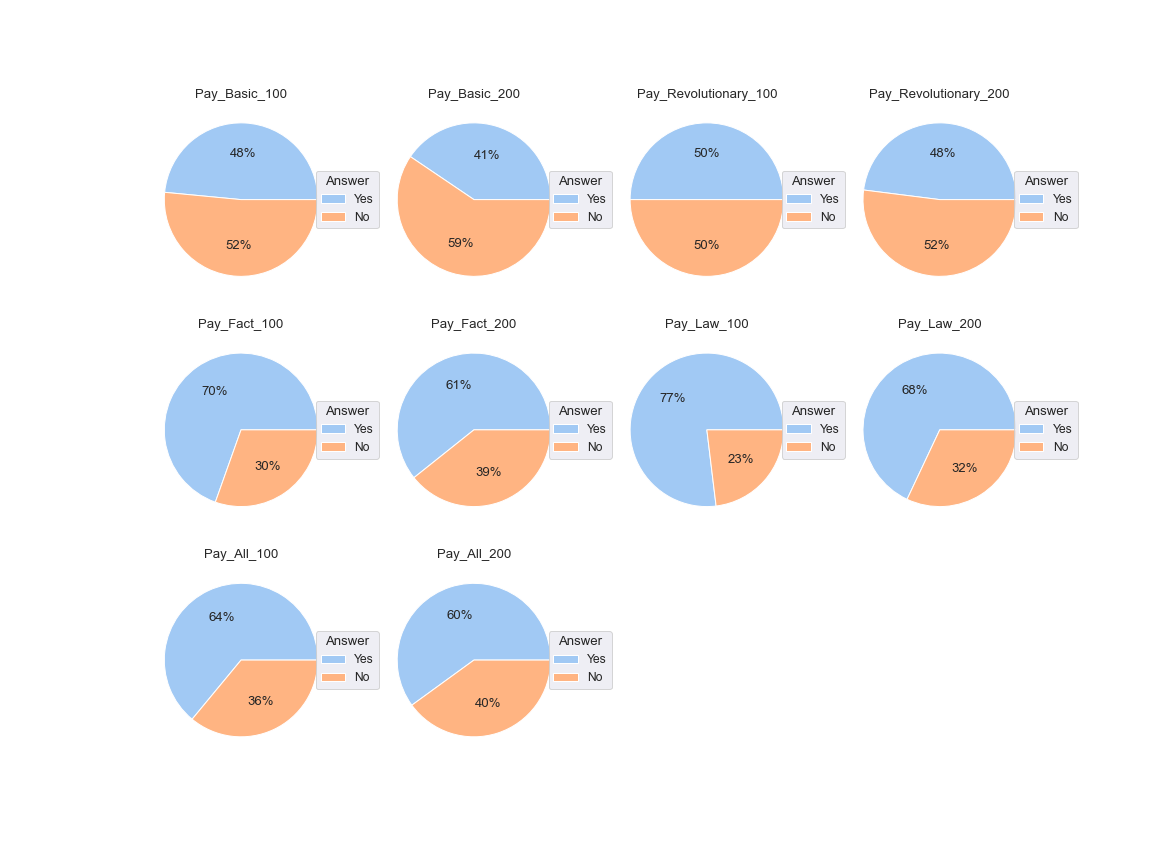 Pay_Basic_100
48%
52%
Answer
Yes
No
Pay_Basic_200
41%
59%
Answer
Yes
No
Pay_Revolutionary_100
50%
50%
Answer
Yes
No
Pay_Revolutionary_200
48%
52%
Answer
Yes
No
Pay_Fact_100
70%
30%
Answer
Yes
No
Pay_Fact_200
61%
39%
Answer
Yes
No
Pay_Law_100
77%
23%
Answer
Yes
No
Pay_Law_200
68%
32%
Answer
Yes
No
Pay_All_100
64%
36%
Answer
Yes
No
Pay_All_200
60%
40%
Answer
Yes
No